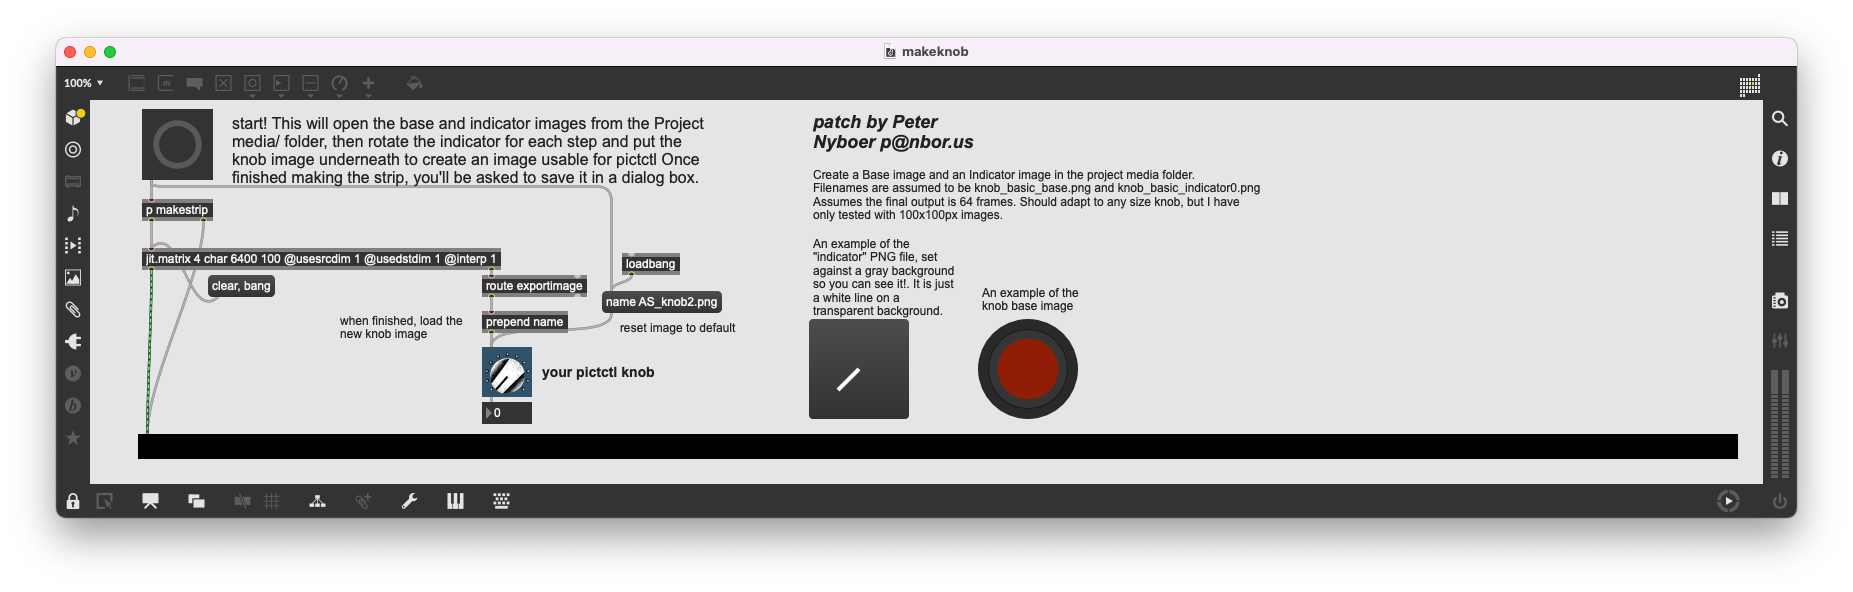 makeknob
100%
start! This will open the base and indicator images from the Project
media/ folder, then rotate the indicator for each step and put the
knob image underneath to create an image usable for pictctl Once
finished making the strip, you'll be asked to save it in a dialog box.
p makestrip
jit.matrix 4 char 6400 100 @usesrcdim 1 @usedstdim 1 @interp 1
clear, bang
route exportimage
loadbang
name AS_knob2.png
when finished, load the
new knob image
prepend name
reset image to default
your pictctl knob
0
patch by Peter
Nyboer p@nbor.us
Create a Base image and an Indicator image in the project media folder.
Filenames are assumed to be knob_basic_base.png and knob_basic_indicator0.png
Assumes the final output is 64 frames. Should adapt to any size knob, but I have
only tested with 100x100px images.
An example of the
"indicator" PNG file, set
against a gray background
so you can see it!. It is just
a white line on a
transparent background.
An example of the
knob base image